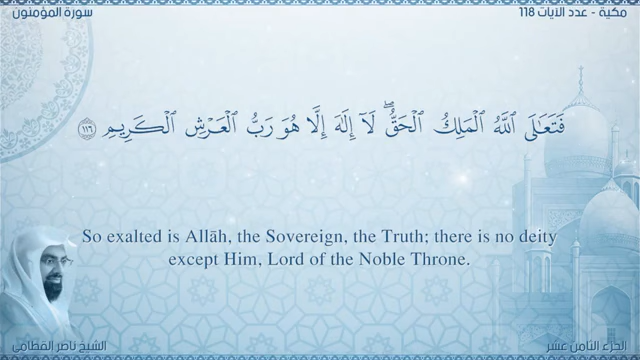 مكية - عدد الآيات 118
سورة المؤمنون
فَتَعَٰلَى ٱللَّهُ ٱلْمَلِكُ ٱلْحَقُّ ۖ لَآ إِلَٰهَ إِلَّا هُوَ رَبُّ ٱلْعَرْشِ ٱلْكَرِيمِ ١١٦
So exalted is Allāh, the Sovereign, the Truth; there is no deity
except Him, Lord of the Noble Throne.
الجزء الثامن عشر
الشيخ ناصر القطامي